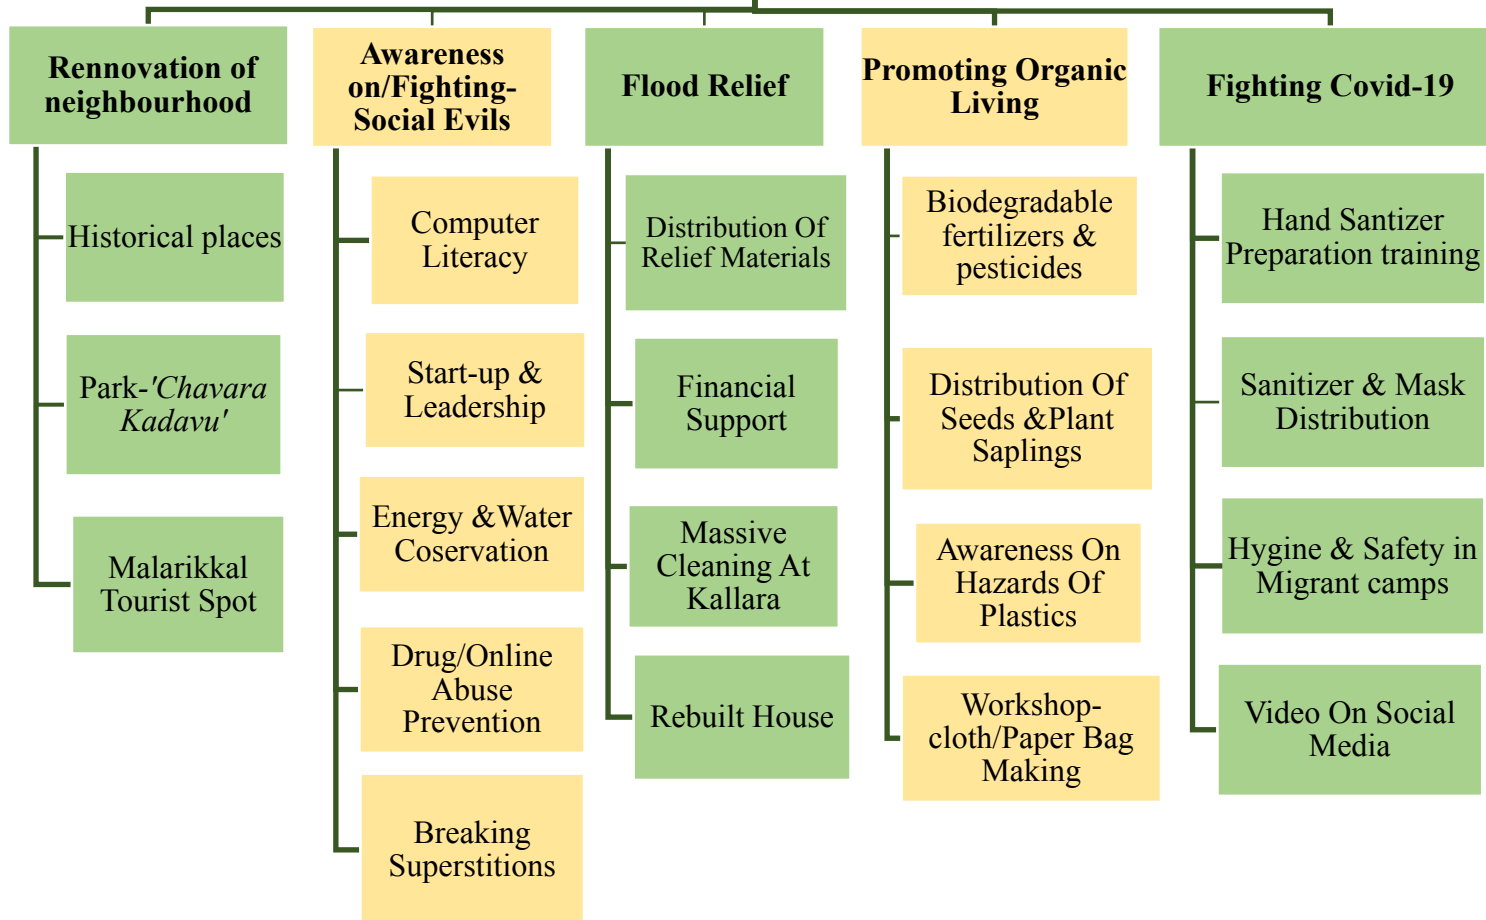 Rennovation of
neighbourhood
Historical places
Park-'Chavara
Kadavu'
Malarikkal
Tourist Spot
Awareness
on/Fighting-
Social Evils
Computer
Literacy
Start-up &
Leadership
Energy &Water
Coservation
Drug/Online
Abuse
Prevention
Breaking
Superstitions
Flood Relief
Distribution Of
Relief Materials
Financial
Support
Massive
Cleaning At
Kallara
Rebuilt House
Promoting Organic
Living
Biodegradable
fertilizers &
pesticides
Distribution Of
Seeds &Plant
Saplings
Awareness On
Hazards Of
Plastics
Workshop-
cloth/Paper Bag
Making
Fighting Covid-19
Hand Santizer
Preparation training
Sanitizer & Mask
Distribution
Hygine & Safety in
Migrant camps
Video On Social
Media